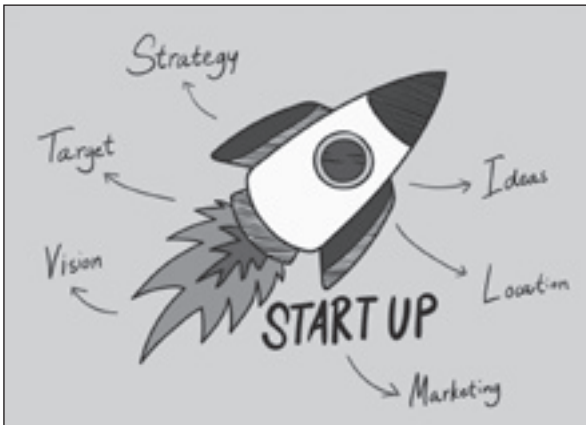 Strategy
Target
Ideas
Vision
Location
START UP
Marketing